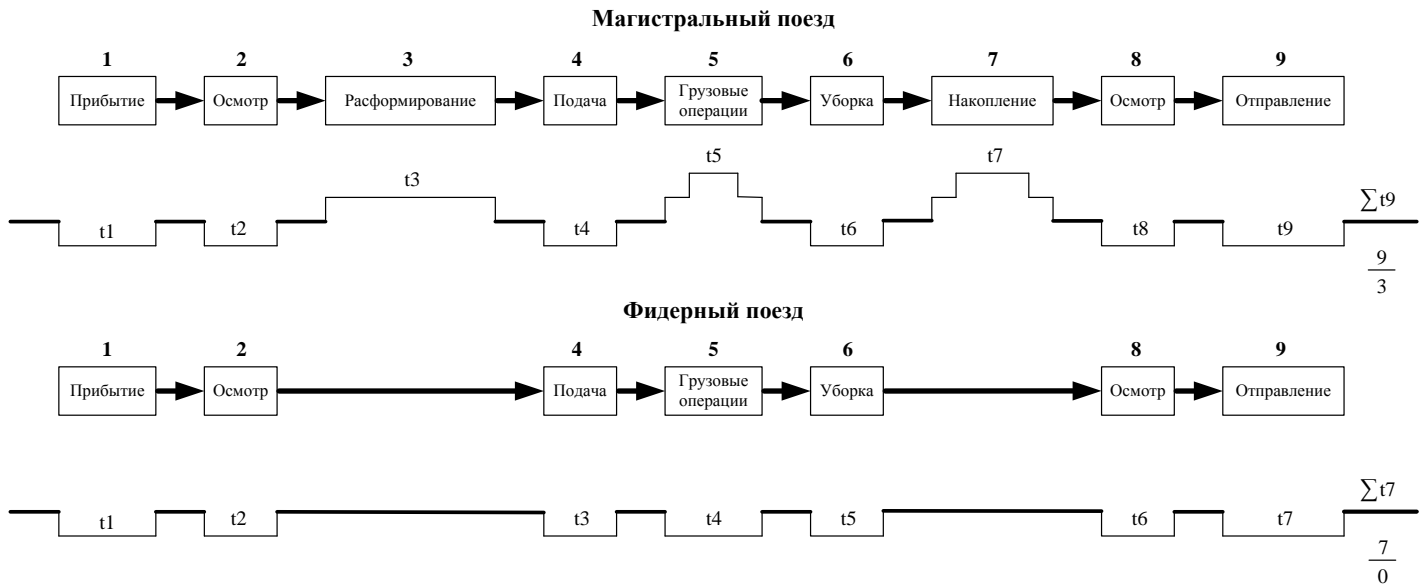 Магистральный поезд
1 2 3 4 5 6 7 8 9
Прибытие Осмотр Расформирование Подача Грузовые операции Уборка Накопление Осмотр Отправление
t5 t7
t3
∑t9
t1 t2 t4 t6 t8 t9
9
3
Фидерный поезд
1 2 4 5 6 8 9
Прибытие Осмотр Подача Грузовые операции Уборка Осмотр Отправление
∑t7
t1 t2 t3 t4 t5 t6 t7
7
0